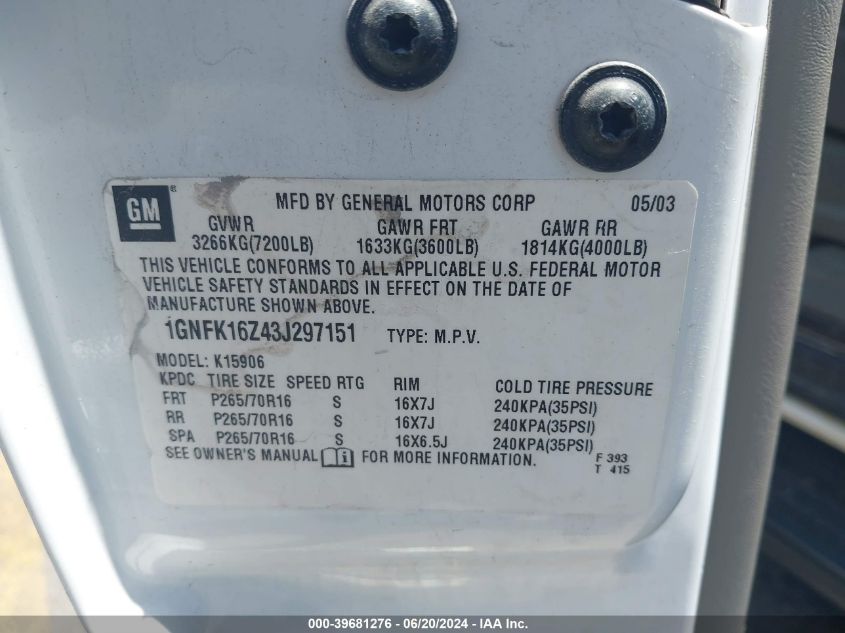 GM®
MFD BY GENERAL MOTORS CORP 05/03
GVWR GAWR FRT GAWR RR
3266KG(7200LB) 1633KG(3600LB) 1814KG(4000LB)
THIS VEHICLE CONFORMS TO ALL APPLICABLE U.S. FEDERAL MOTOR
VEHICLE SAFETY STANDARDS IN EFFECT ON THE DATE OF
MANUFACTURE SHOWN ABOVE.
1GNFK16Z43J297151 TYPE: M.P.V.
MODEL: K15906
KPDC TIRE SIZE SPEED RTG RIM COLD TIRE PRESSURE
FRT P265/70R16 S 16X7J 240KPA(35PSI)
RR P265/70R16 S 16X7J 240KPA(35PSI)
SPA P265/70R16 S 16X6.5J 240KPA(35PSI)
SEE OWNER'S MANUAL i FOR MORE INFORMATION.
F 393
T 415
000-39681276 - 06/20/2024 - IAA Inc.